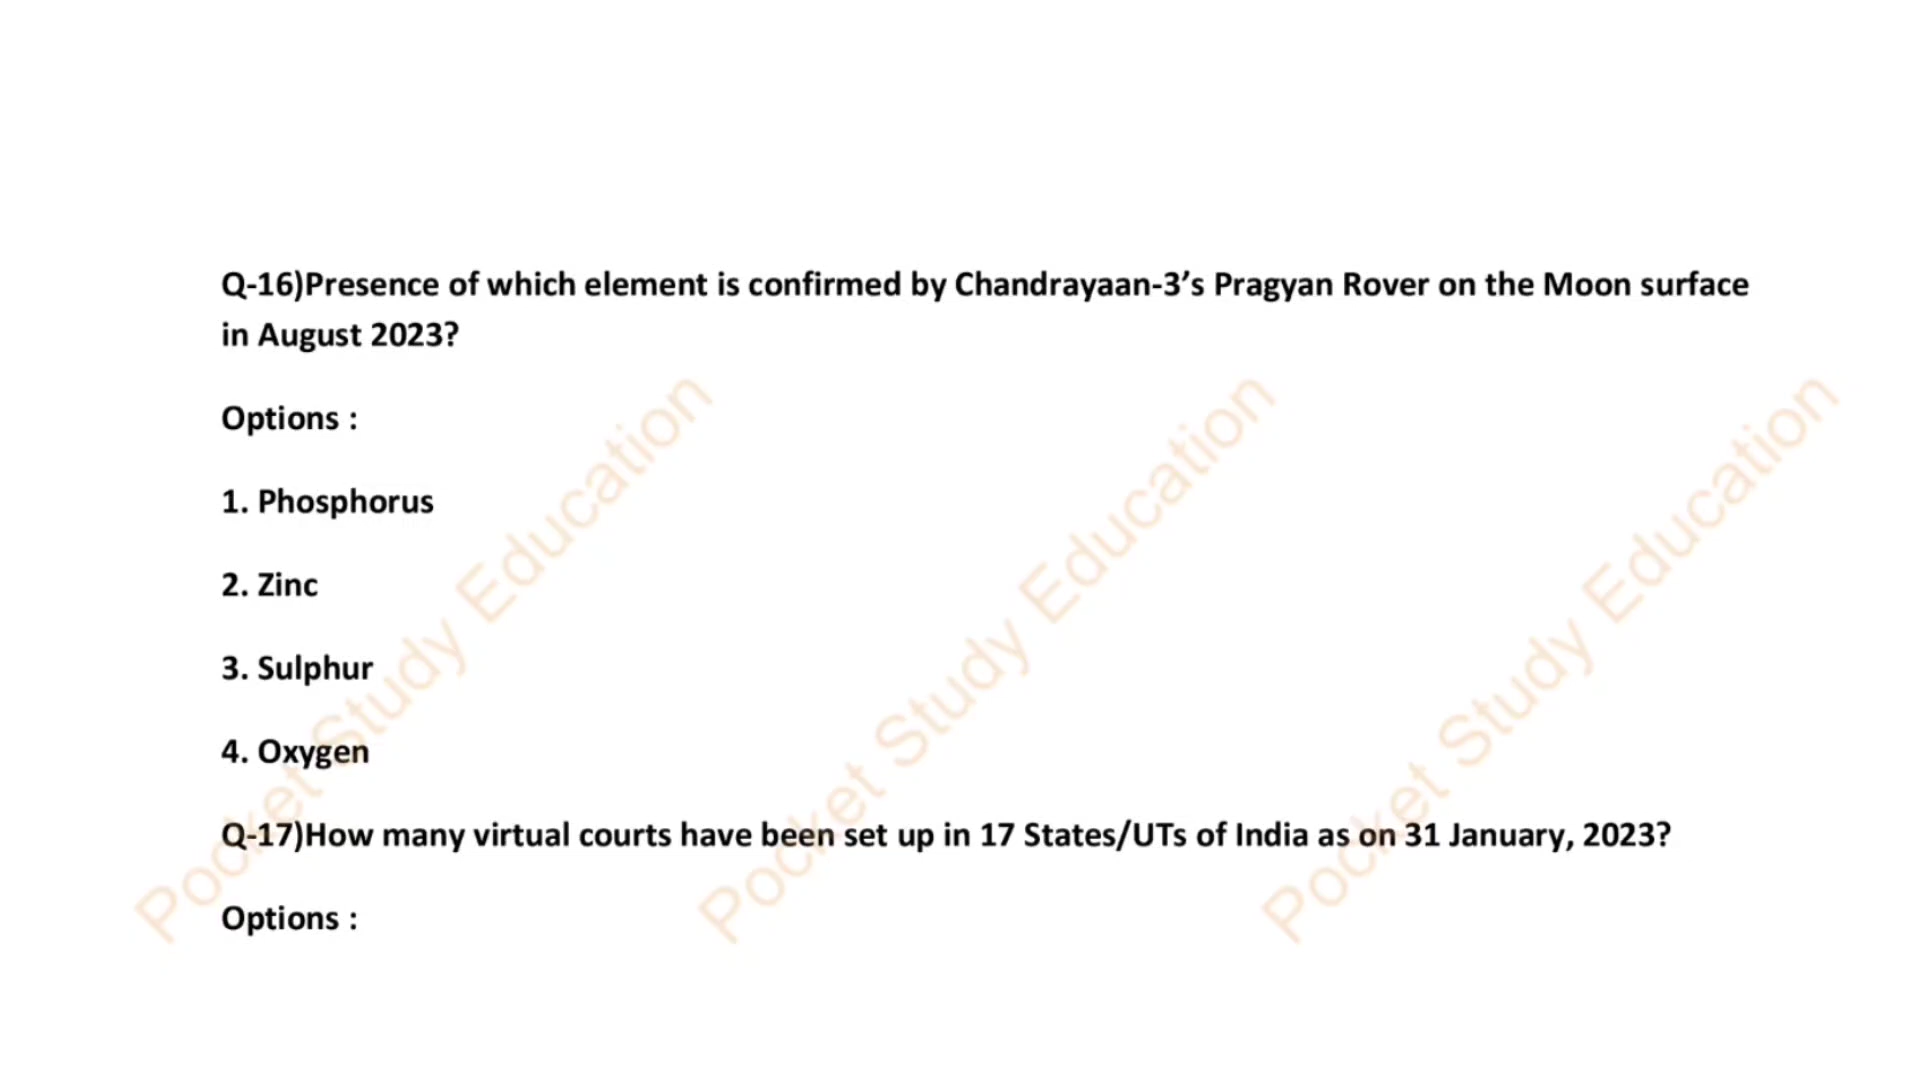 Q-16)Presence of which element is confirmed by Chandrayaan-3’s Pragyan Rover on the Moon surface
in August 2023?
Options :
1. Phosphorus
2. Zinc
3. Sulphur
4. Oxygen
Q-17)How many virtual courts have been set up in 17 States/UTs of India as on 31 January, 2023?
Options :
Pocket Study Education
Pocket Study Education
Pocket Study Education